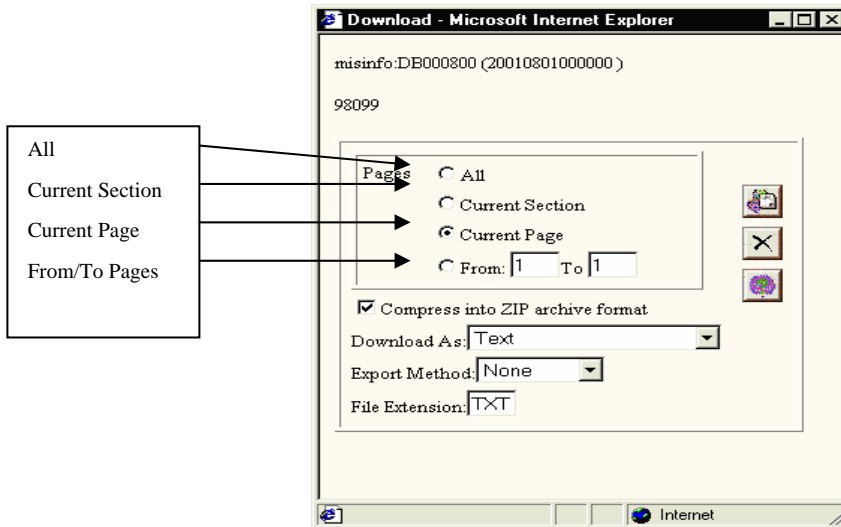 Download - Microsoft Internet Explorer
misinfo:DB000800 (20010801000000 )
98099
All
Current Section
Current Page
From/To Pages
Pages All
Current Section
Current Page
From: 1 To 1
Compress into ZIP archive format
Download As: Text
Export Method: None
File Extension: TXT
Internet